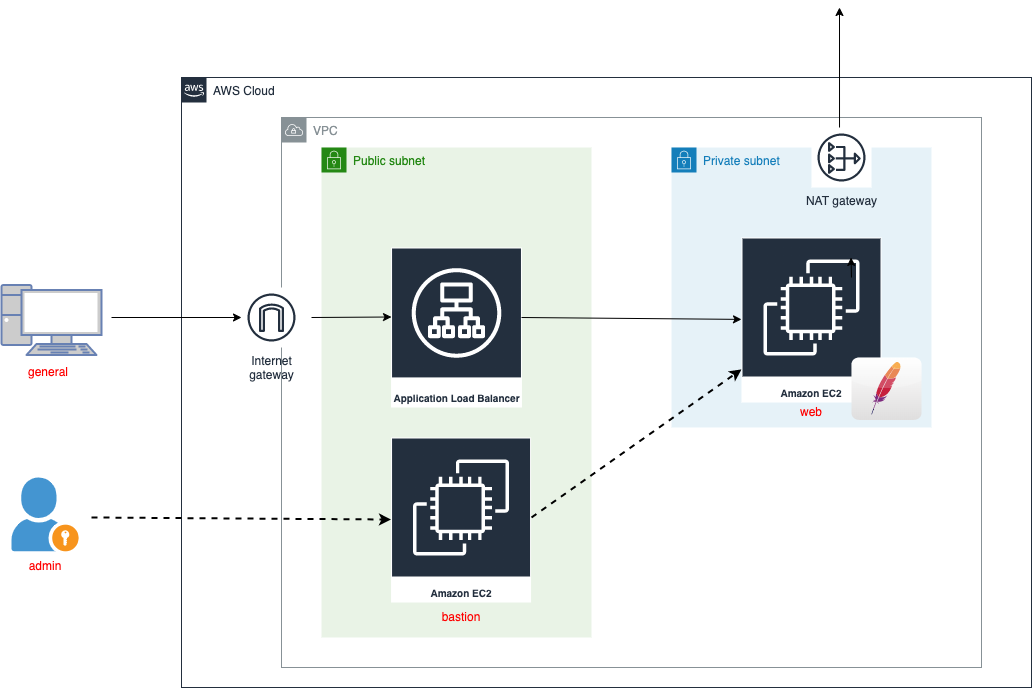 aws
AWS Cloud
VPC
Public subnet
Private subnet
NAT gateway
Internet
gateway
general
Application Load Balancer
Amazon EC2
web
admin
Amazon EC2
bastion